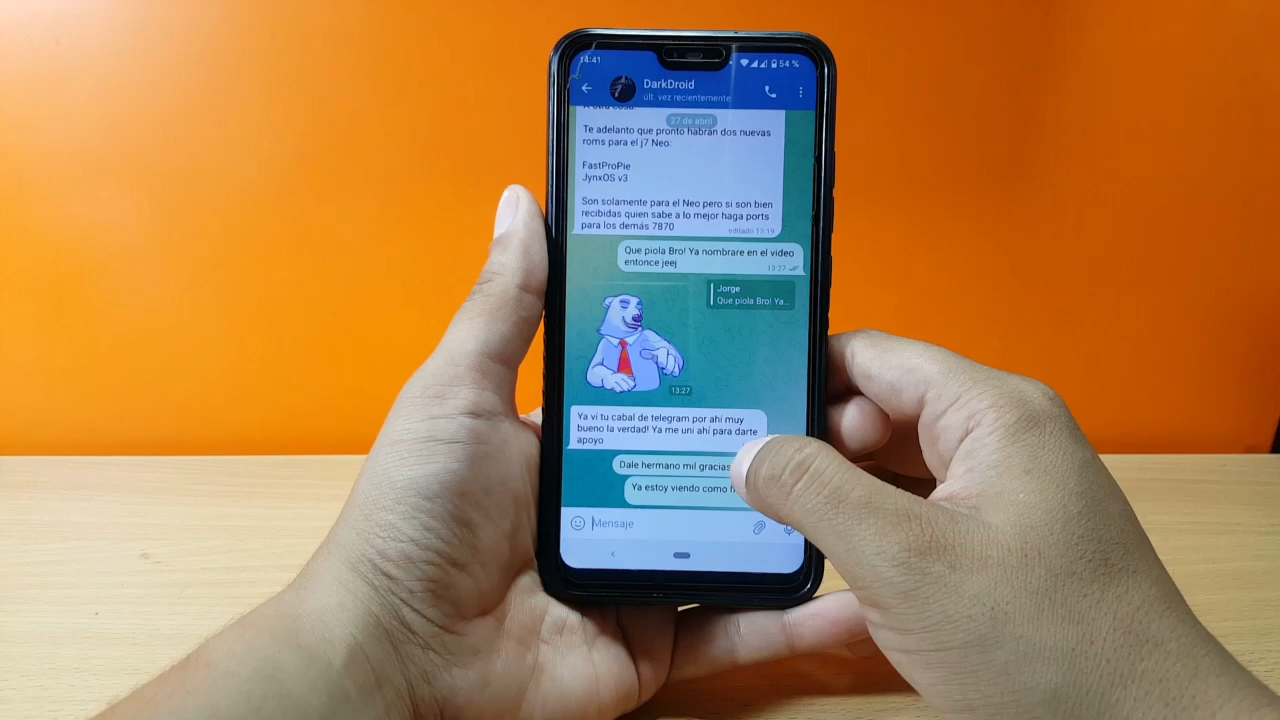 14:41
54 %
DarkDroid
últ. vez recientemente
27 de abril
Te adelanto que pronto habrán dos nuevas
roms para el j7 Neo.
FastProPie
JynxOS v3
Son solamente para el Neo pero si son bien
recibidas quien sabe a lo mejor haga ports
para los demás 7870
editado 13:19
Que piola Bro! Ya nombrare en el video
entonce jeej
13:27
Jorge
Que piola Bro! Ya...
13:27
Ya vi tu cabal de telegram por ahí muy
bueno la verdad! Ya me uni ahí para darte
apoyo
Dale hermano mil gracias
Ya estoy viendo como
Mensaje